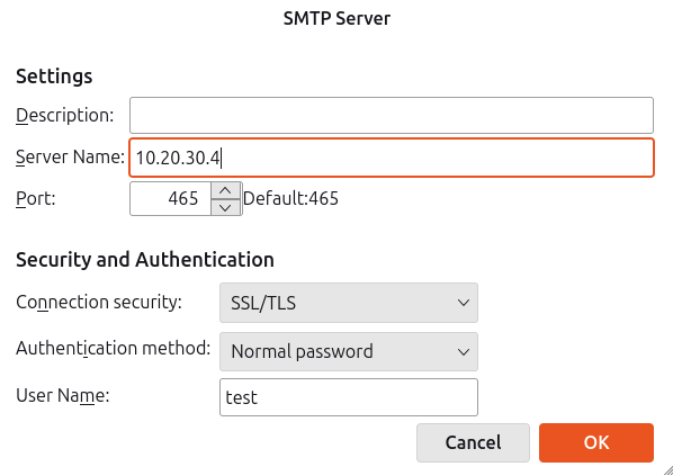 SMTP Server
Settings
Description:
Server Name: 10.20.30.4
Port: 465 Default:465
Security and Authentication
Connection security: SSL/TLS
Authentication method: Normal password
User Name: test
Cancel OK